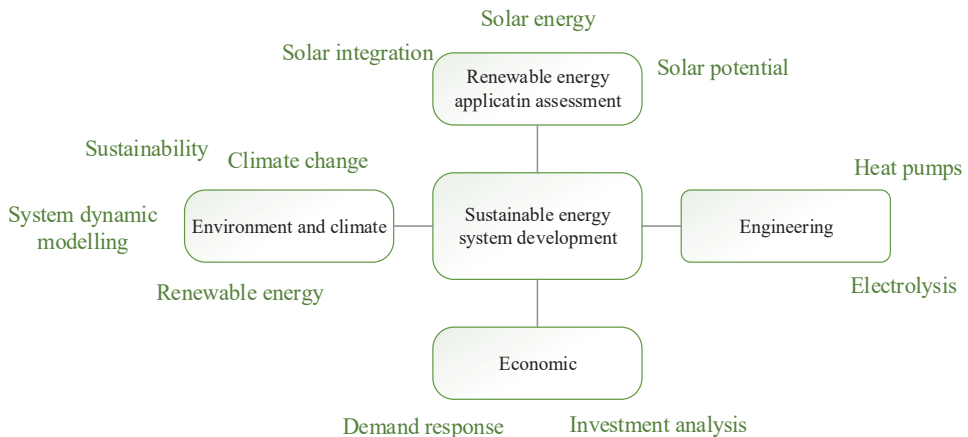 Solar energy
Solar integration
Solar potential
Renewable energy
applicatin assessment
Sustainability
Climate change
Heat pumps
System dynamic
modelling
Environment and climate
Sustainable energy
system development
Engineering
Renewable energy
Electrolysis
Economic
Demand response
Investment analysis